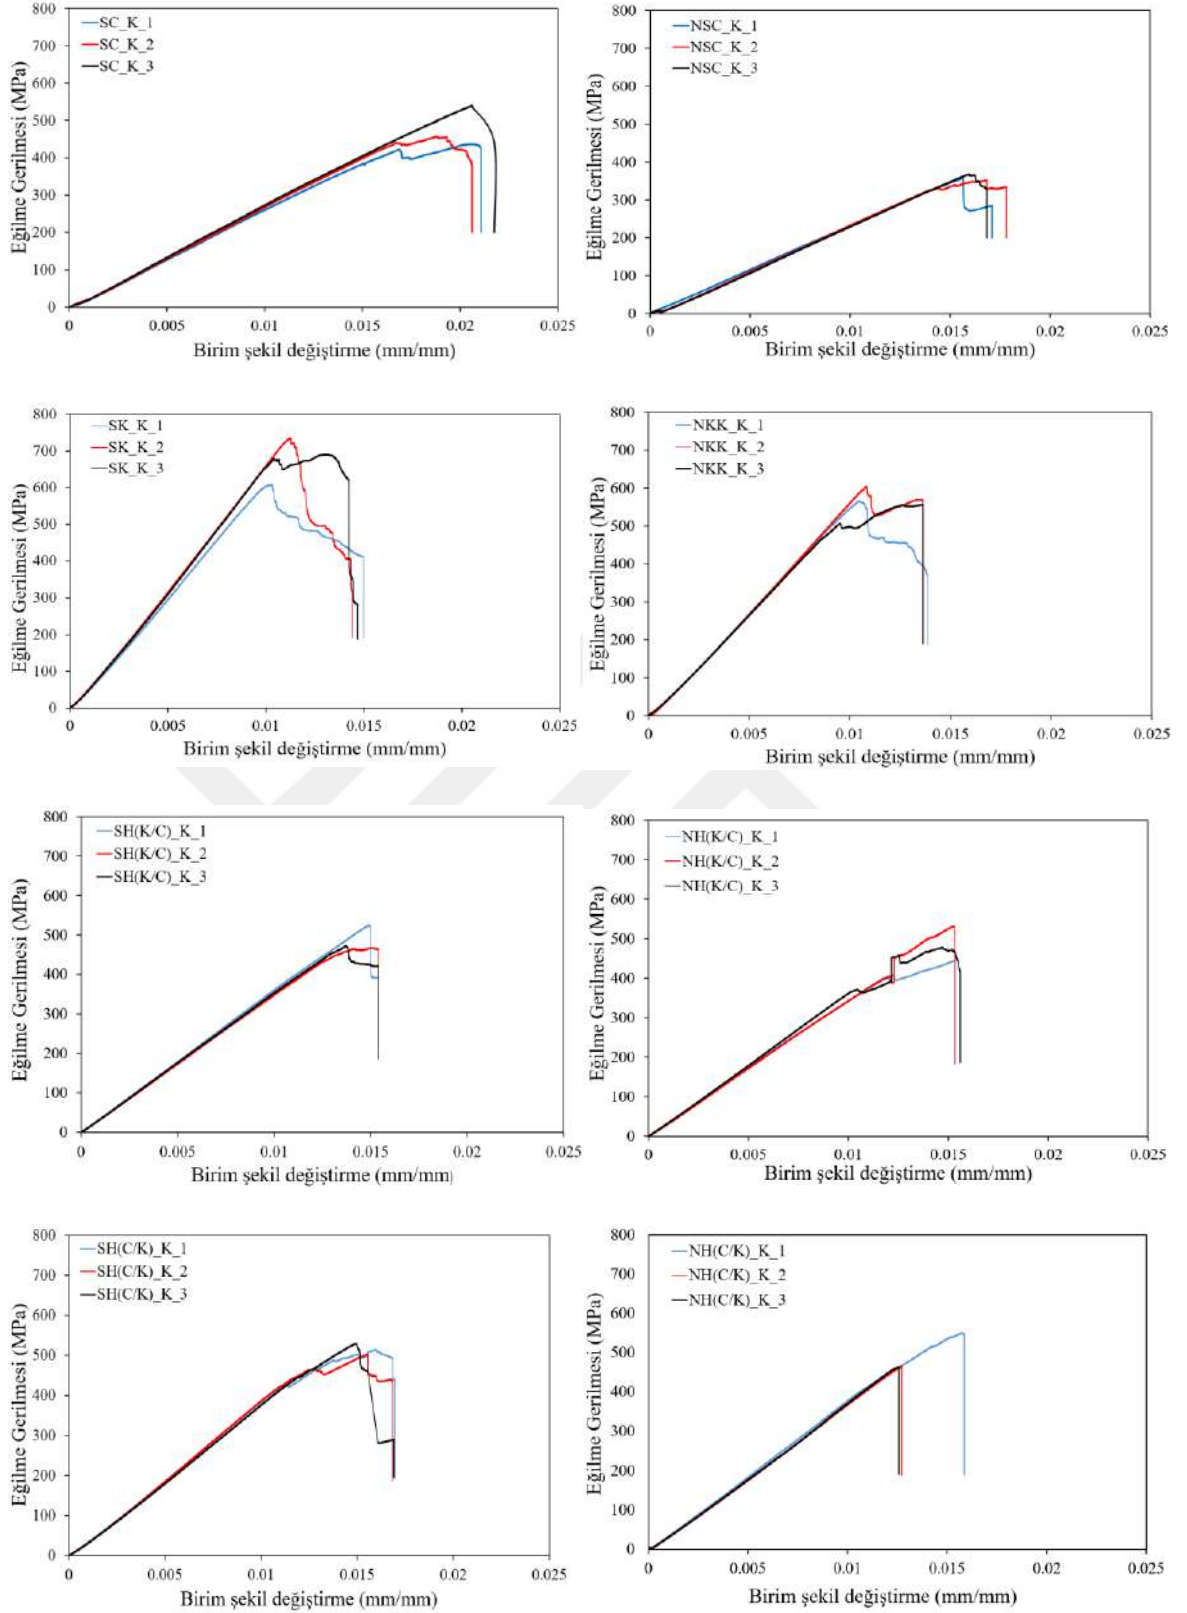 800
700
600
500
400
300
200
100
0
Eğilme Gerilmesi (MPa)
SC_K_1
SC_K_2
SC_K_3
0 0.005 0.01 0.015 0.02 0.025
Birim şekil değiştirme (mm/mm)
800
700
600
500
400
300
200
100
0
Eğilme Gerilmesi (MPa)
NSC_K_1
NSC_K_2
NSC_K_3
0 0.005 0.01 0.015 0.02 0.025
Birim şekil değiştirme (mm/mm)
800
700
600
500
400
300
200
100
0
Eğilme Gerilmesi (MPa)
SK_K_1
SK_K_2
SK_K_3
0 0.005 0.01 0.015 0.02 0.025
Birim şekil değiştirme (mm/mm)
800
700
600
500
400
300
200
100
0
Eğilme Gerilmesi (MPa)
NKK_K_1
NKK_K_2
NKK_K_3
0 0.005 0.01 0.015 0.02 0.025
Birim şekil değiştirme (mm/mm)
800
700
600
500
400
300
200
100
0
Eğilme Gerilmesi (MPa)
SH(K/C)_K_1
SH(K/C)_K_2
SH(K/C)_K_3
0 0.005 0.01 0.015 0.02 0.025
Birim şekil değiştirme (mm/mm)
800
700
600
500
400
300
200
100
0
Eğilme Gerilmesi (MPa)
NH(K/C)_K_1
NH(K/C)_K_2
NH(K/C)_K_3
0 0.005 0.01 0.015 0.02 0.025
Birim şekil değiştirme (mm/mm)
800
700
600
500
400
300
200
100
0
Eğilme Gerilmesi (MPa)
SH(C/K)_K_1
SH(C/K)_K_2
SH(C/K)_K_3
0 0.005 0.01 0.015 0.02 0.025
Birim şekil değiştirme (mm/mm)
800
700
600
500
400
300
200
100
0
Eğilme Gerilmesi (MPa)
NH(C/K)_K_1
NH(C/K)_K_2
NH(C/K)_K_3
0 0.005 0.01 0.015 0.02 0.025
Birim şekil değiştirme (mm/mm)